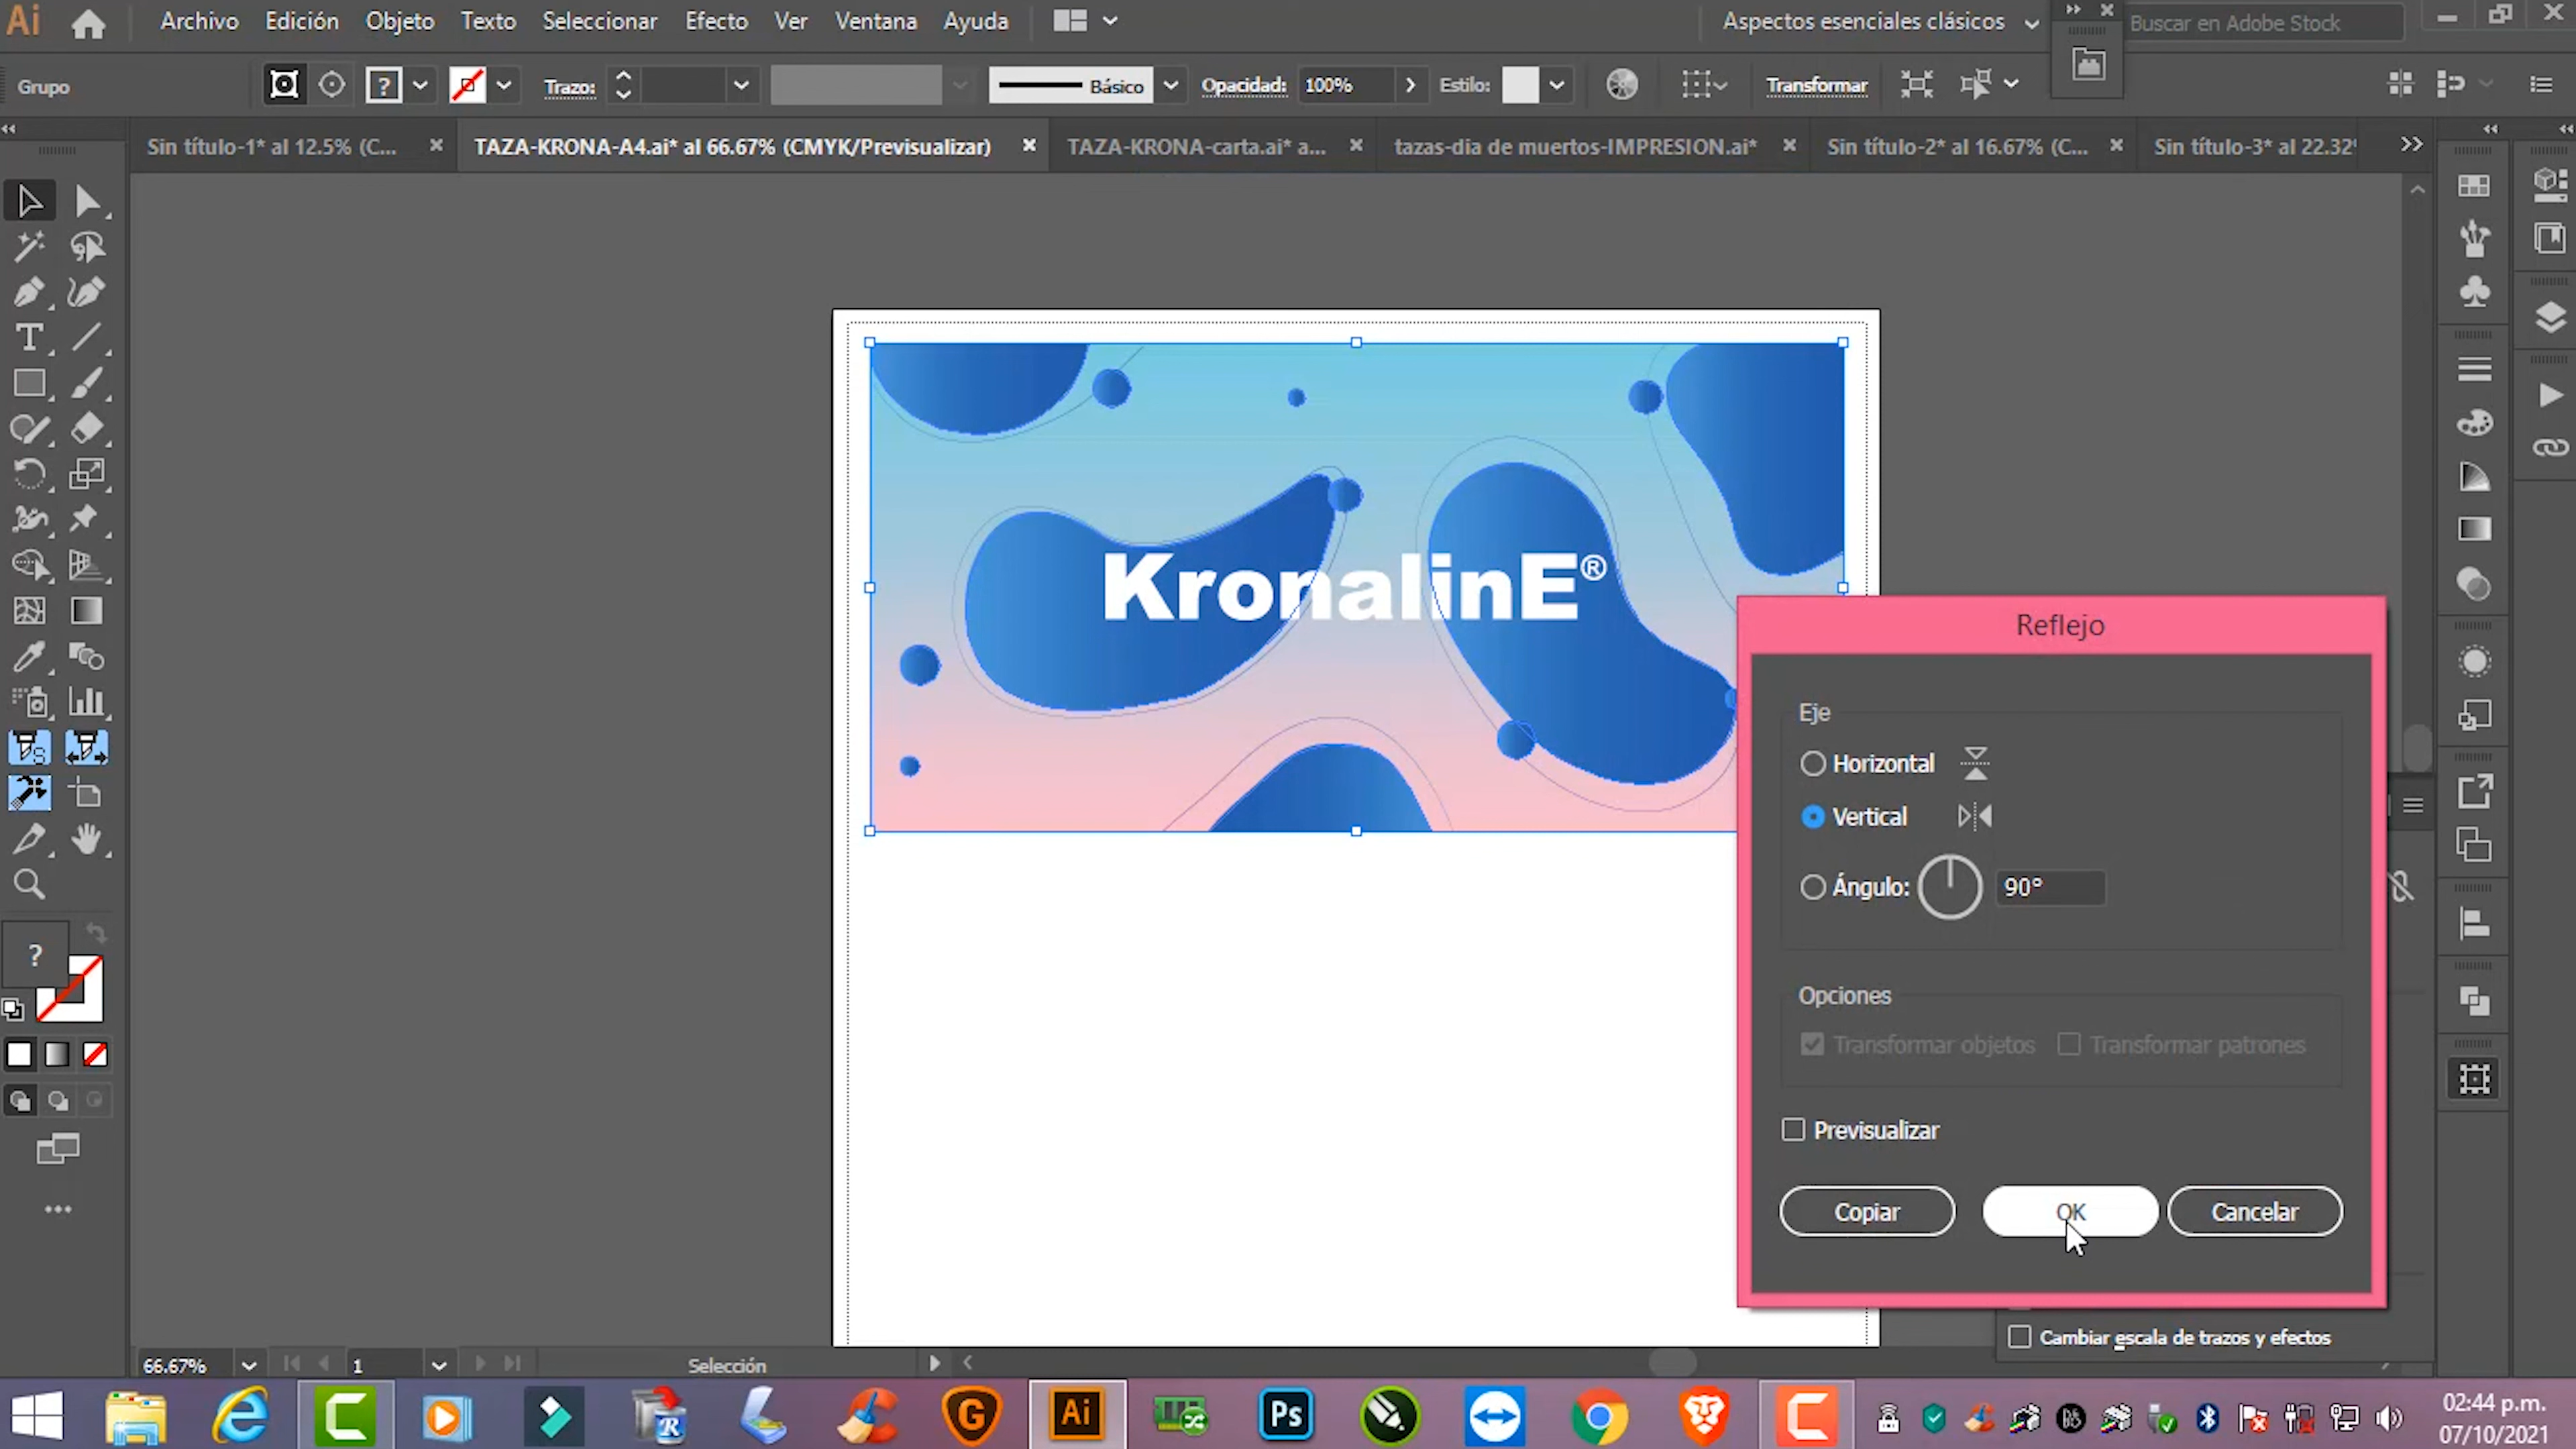 Ai Archivo Edición Objeto Texto Seleccionar Efecto Ver Ventana Ayuda Aspectos esenciales clásicos Buscar en Adobe Stock
Grupo ? Trazo: Básico Opacidad: 100% Estilo: Transformar
Sin título-1* al 12.5% (C... TAZA-KRONA-A4.ai* al 66.67% (CMYK/Previsualizar) TAZA-KRONA-carta.ai* a... tazas-dia de muertos-IMPRESION.ai* Sin título-2* al 16.67% (C... Sin título-3* al 22.32
KronalinE®
Reflejo
Eje
Horizontal
Vertical
Ángulo: 90°
Opciones
Transformar objetos Transformar patrones
Previsualizar
Copiar OK Cancelar
Cambiar escala de trazos y efectos
?
66.67% 1 Selección
G Ai Ps
02:44 p.m.
07/10/2021